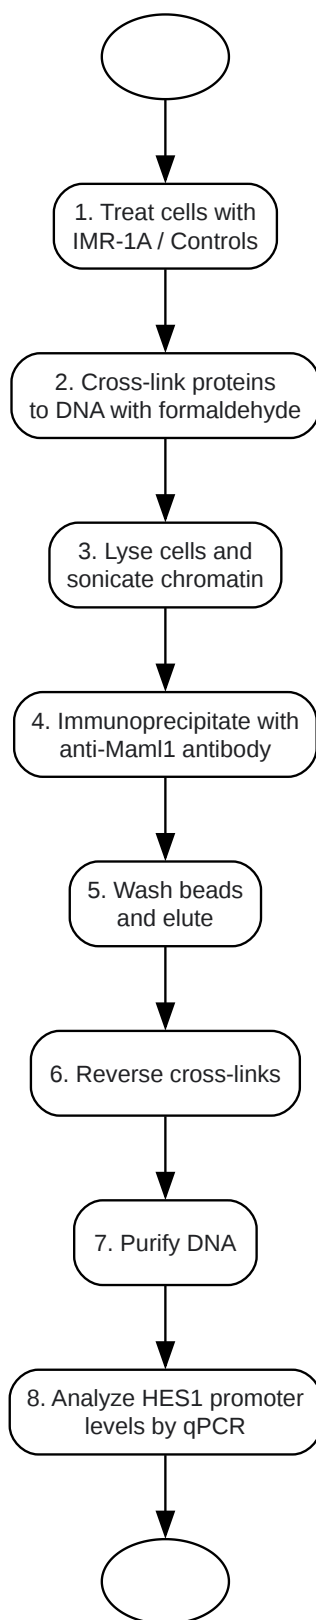 1. Treat cells with
IMR-1A / Controls
2. Cross-link proteins
to DNA with formaldehyde
3. Lyse cells and
sonicate chromatin
4. Immunoprecipitate with
anti-Maml1 antibody
5. Wash beads
and elute
6. Reverse cross-links
7. Purify DNA
8. Analyze HES1 promoter
levels by qPCR